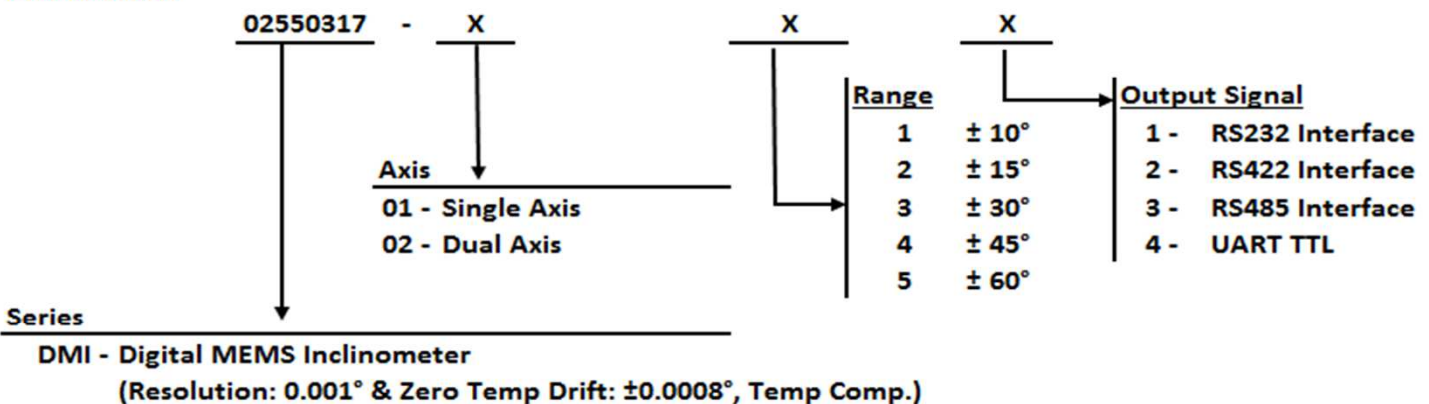 02550317 - X X X
Axis
01 - Single Axis
02 - Dual Axis
Range
1 ± 10°
2 ± 15°
3 ± 30°
4 ± 45°
5 ± 60°
Output Signal
1 - RS232 Interface
2 - RS422 Interface
3 - RS485 Interface
4 - UART TTL
Series
DMI - Digital MEMS Inclinometer
(Resolution: 0.001° & Zero Temp Drift: ±0.0008°, Temp Comp.)